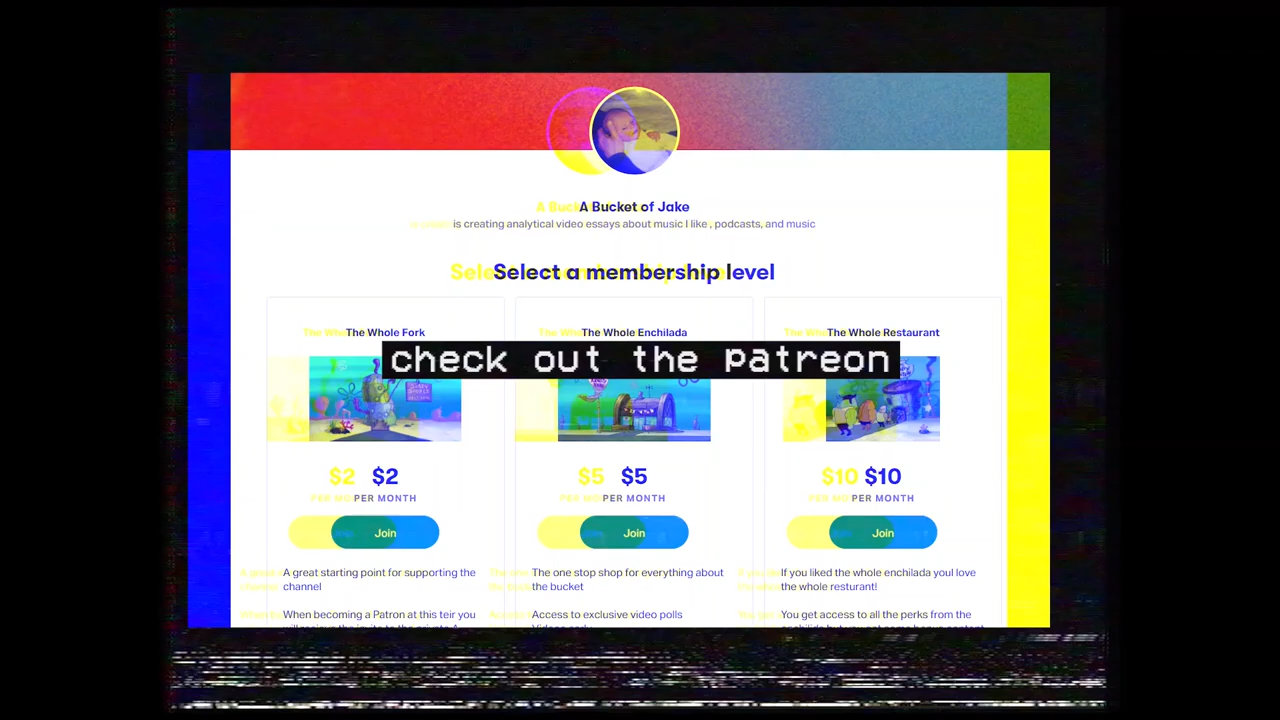 A Bucket of Jake
is creating analytical video essays about music I like , podcasts, and music
Select a membership level
The Whole Fork
The Whole Enchilada
The Whole Restaurant
check out the patreon
$2 $2
$5 $5
$10 $10
PER MONTH
PER MONTH
PER MONTH
Join
Join
Join
A great starting point for supporting the
channel
The one stop shop for everything about
the bucket
If you liked the whole enchilada youl love
the whole resturant!
When becoming a Patron at this teir you
Access to exclusive video polls
You get access to all the perks from the